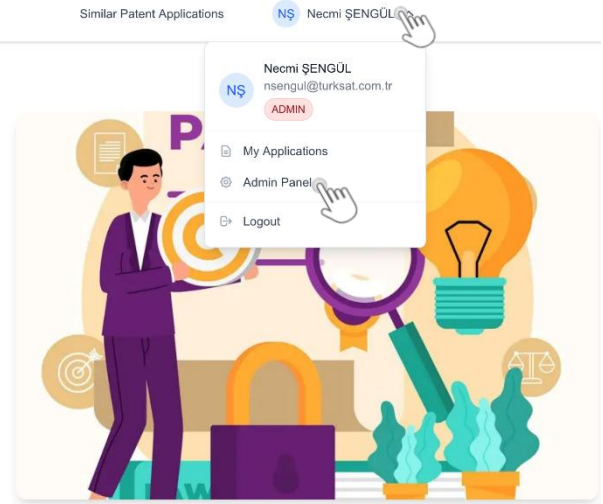 Similar Patent Applications
NŞ Necmi ŞENGÜL
Necmi ŞENGÜL
NŞ
nsengul@turksat.com.tr
ADMIN
My Applications
Admin Panel
Logout
P